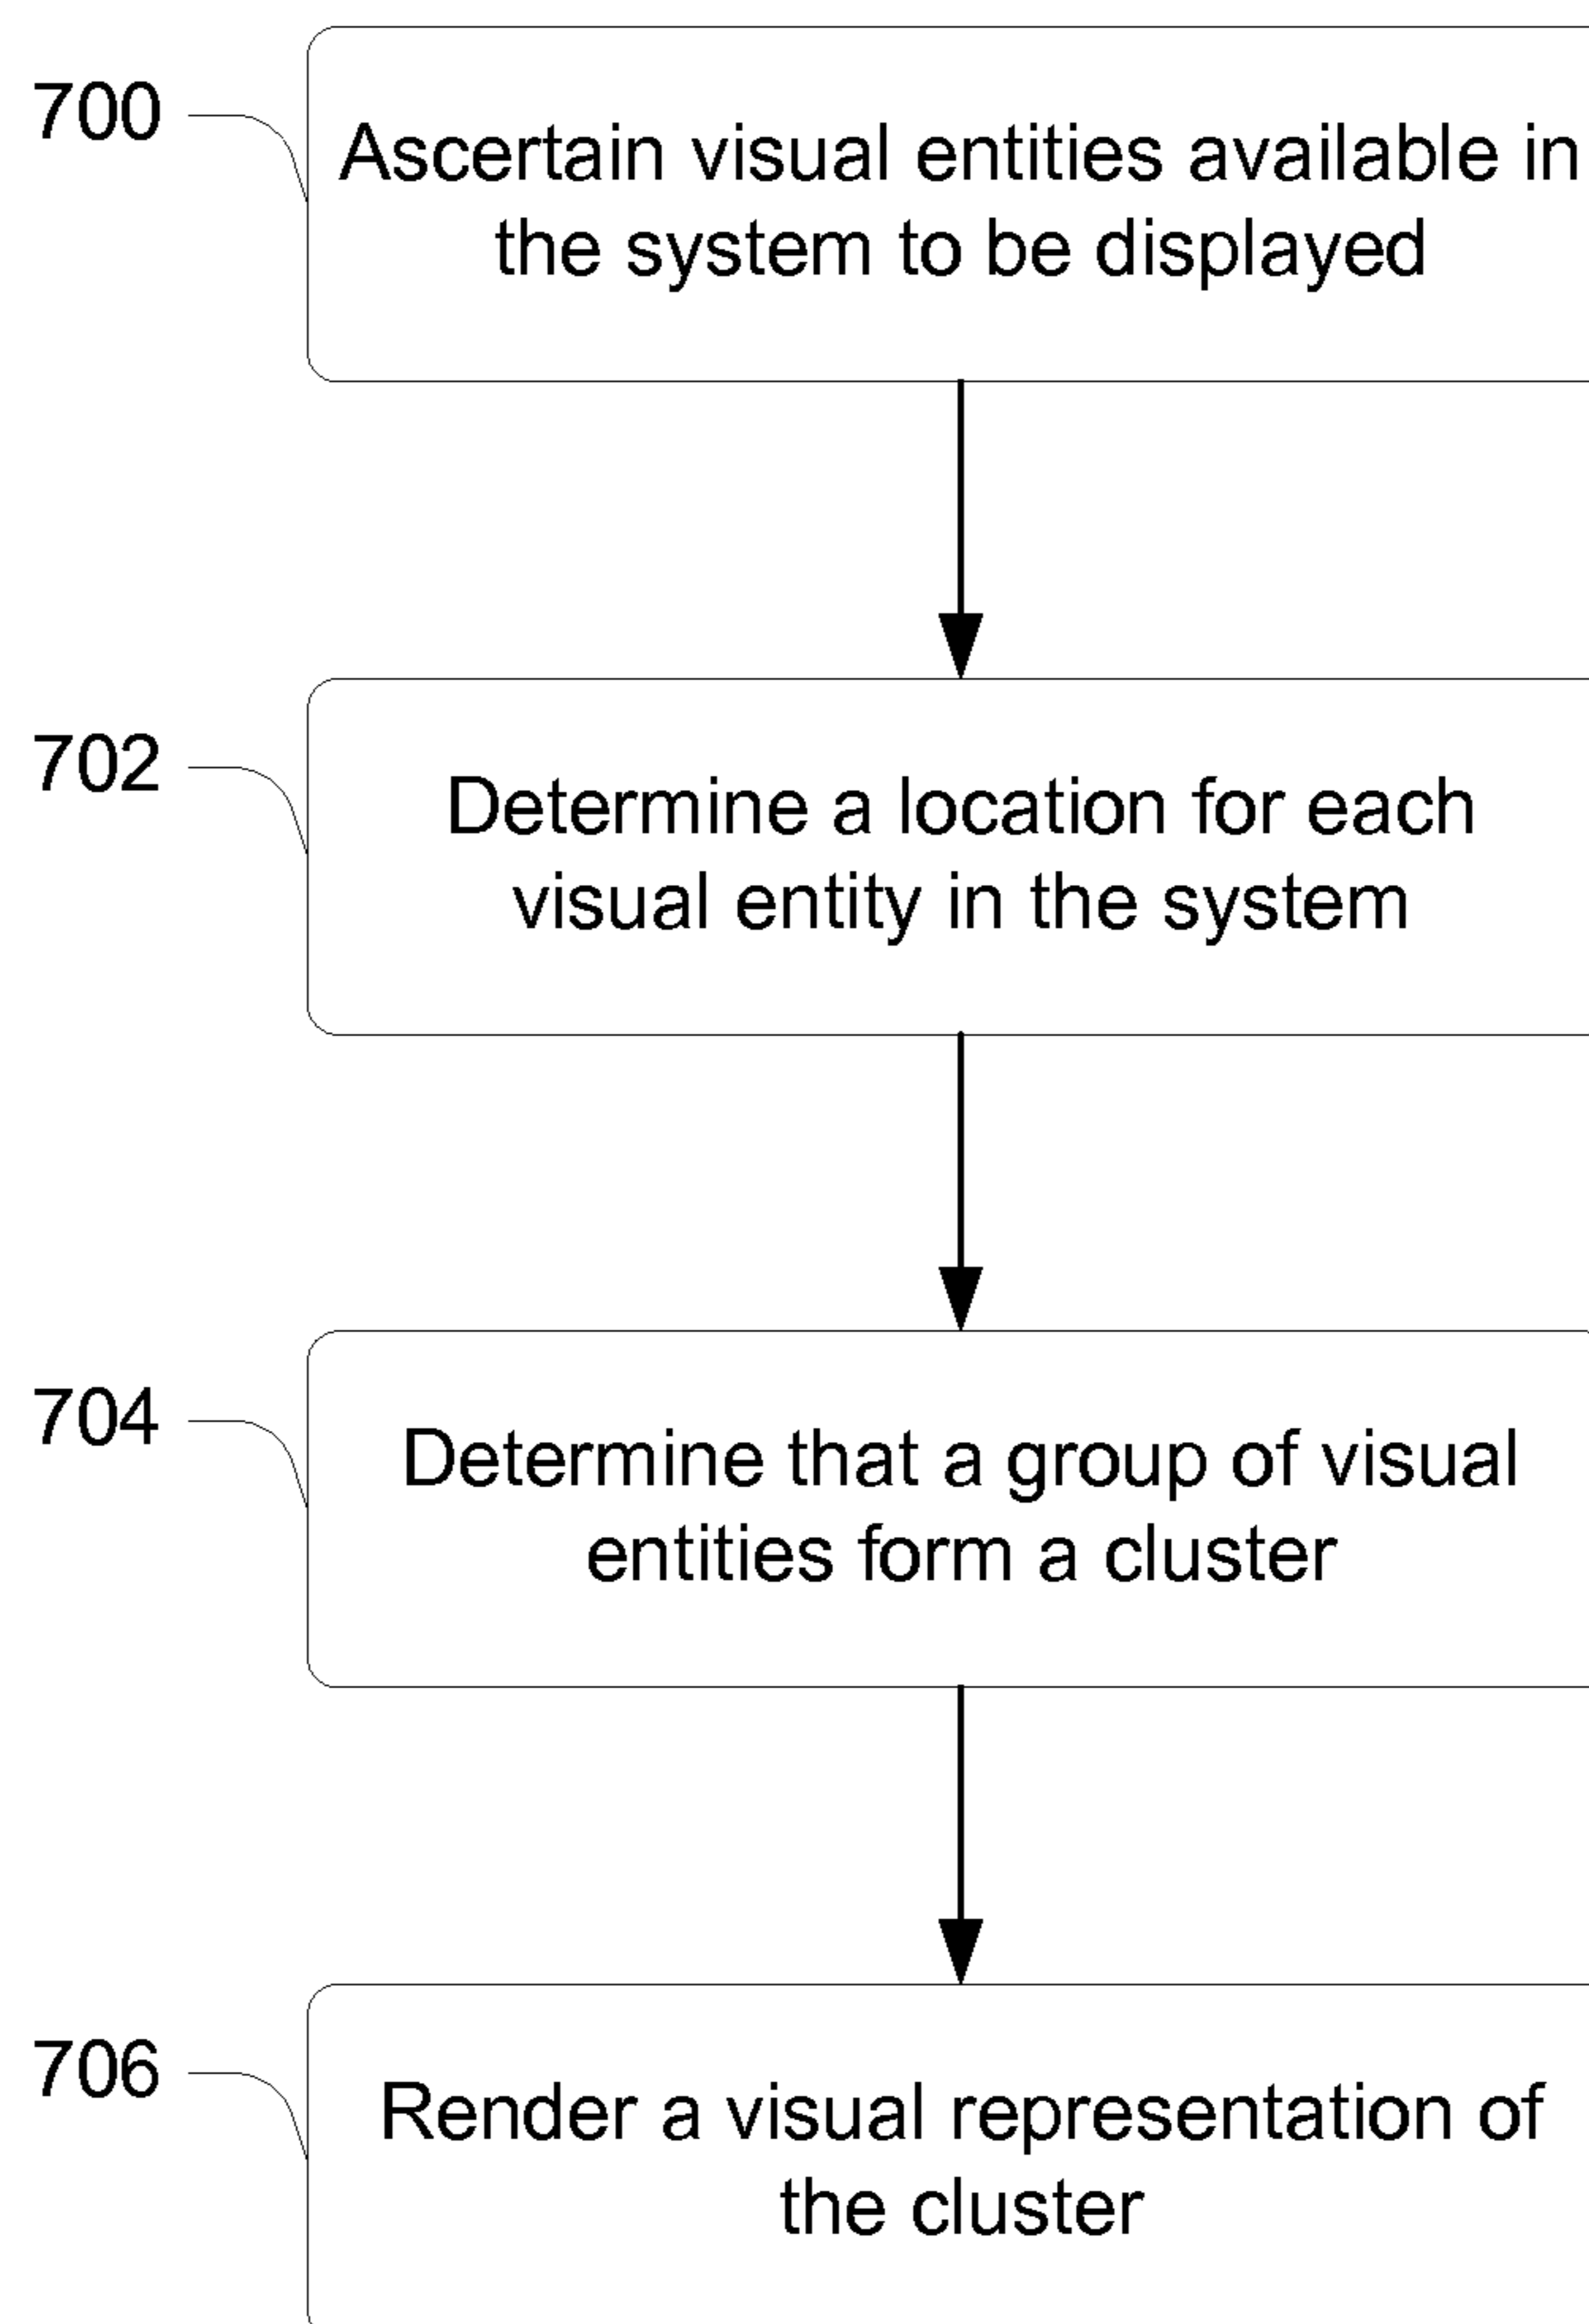 700
Ascertain visual entities available in
the system to be displayed
702
Determine a location for each
visual entity in the system
704
Determine that a group of visual
entities form a cluster
706
Render a visual representation of
the cluster